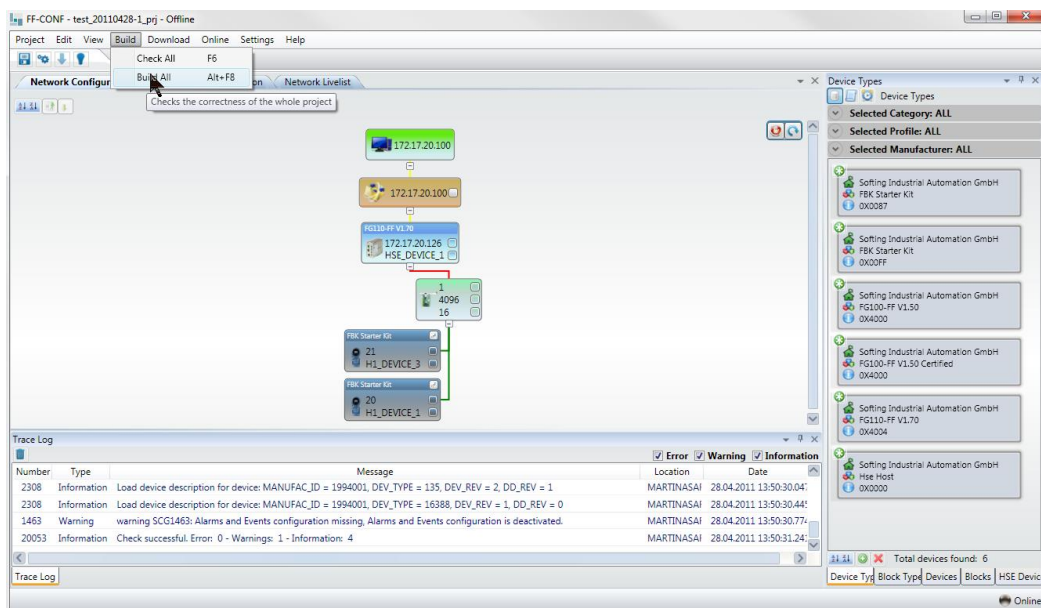 FF-CONF - test_20110428-1_prj - Offline
Project Edit View Build Download Online Settings Help
Check All F6
Build All Alt+F8
Checks the correctness of the whole project
Network Configur on Network Livelist
172.17.20.100
172.17.20.100
FG110-FF V1.70
172.17.20.126
HSE_DEVICE_1
1
4096
16
FBK Starter Kit
21
H1_DEVICE_3
FBK Starter Kit
20
H1_DEVICE_1
Device Types
Device Types
Selected Category: ALL
Selected Profile: ALL
Selected Manufacturer: ALL
Softing Industrial Automation GmbH
FBK Starter Kit
0X0087
Softing Industrial Automation GmbH
FBK Starter Kit
0X00FF
Softing Industrial Automation GmbH
FG100-FF V1.50
0X4000
Softing Industrial Automation GmbH
FG100-FF V1.50 Certified
0X4000
Softing Industrial Automation GmbH
FG110-FF V1.70
0X4004
Softing Industrial Automation GmbH
Hse Host
0X0000
Total devices found: 6
Device Typ Block Type Devices Blocks HSE Devic
Trace Log
Error Warning Information
Number Type Message Location Date
2308 Information Load device description for device: MANUFAC_ID = 1994001, DEV_TYPE = 135, DEV_REV = 2, DD_REV = 1 MARTINASAI 28.04.2011 13:50:30.047
2308 Information Load device description for device: MANUFAC_ID = 1994001, DEV_TYPE = 16388, DEV_REV = 1, DD_REV = 0 MARTINASAI 28.04.2011 13:50:30.445
1463 Warning warning SCG1463: Alarms and Events configuration missing, Alarms and Events configuration is deactivated. MARTINASAI 28.04.2011 13:50:30.774
20053 Information Check successful. Error: 0 - Warnings: 1 - Information: 4 MARTINASAI 28.04.2011 13:50:31.241
Trace Log
Online